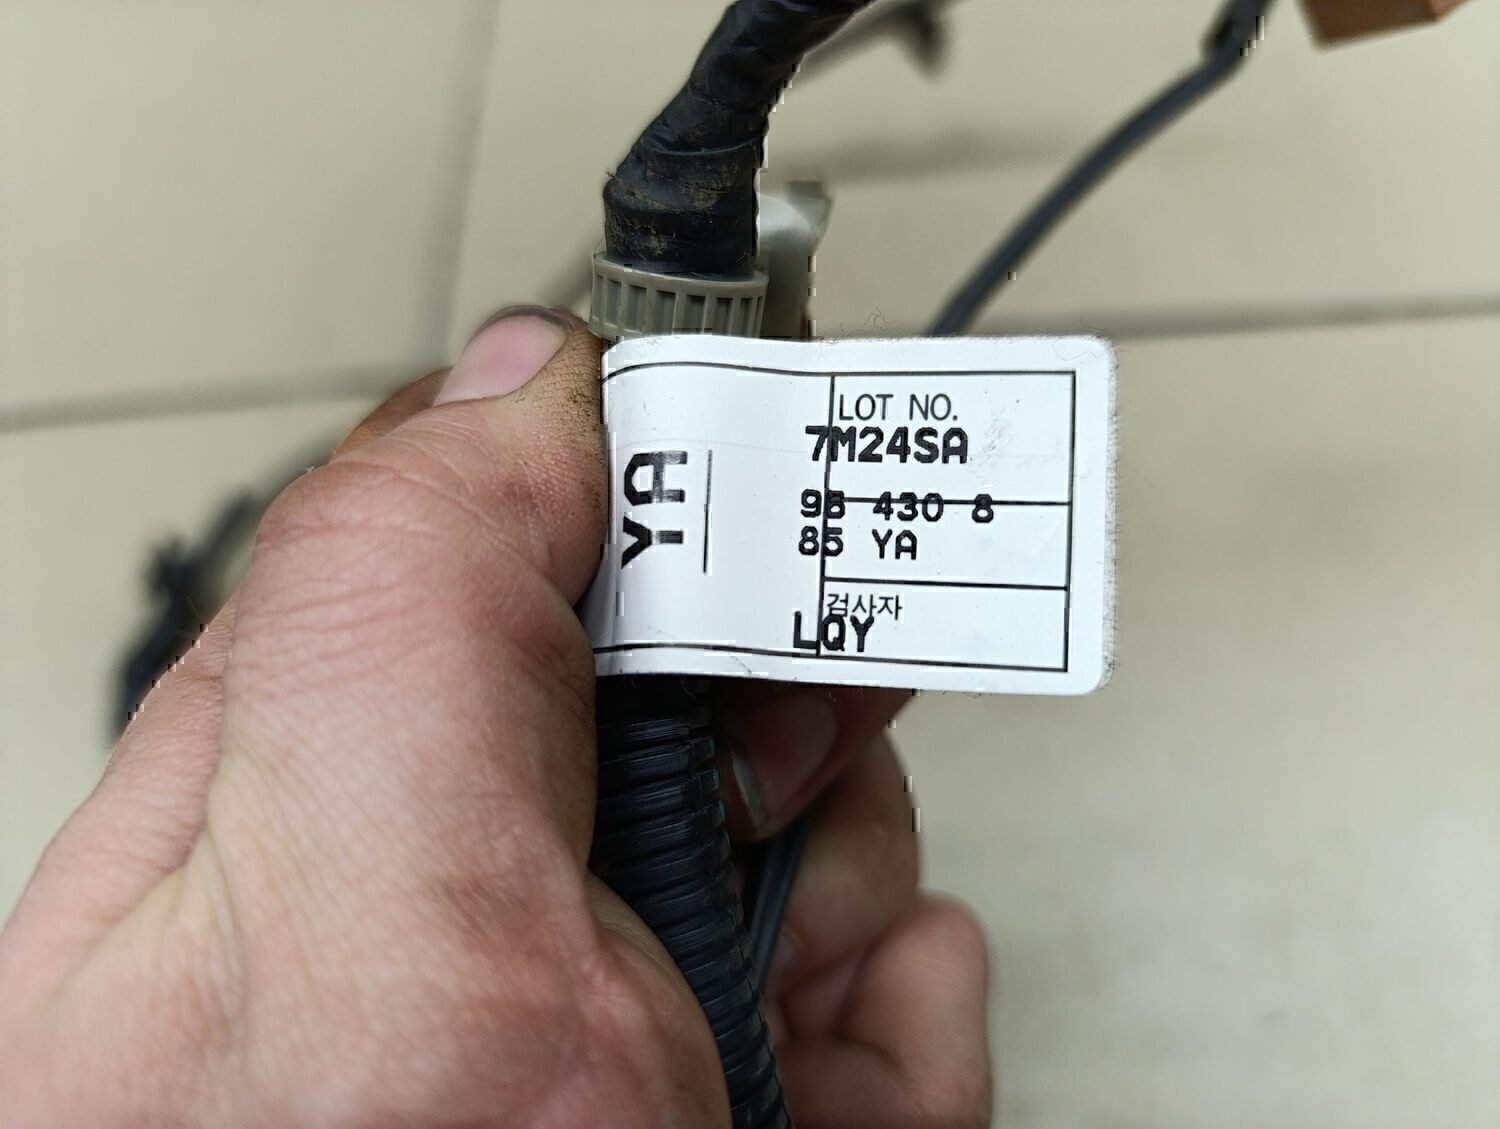 YA
LOT NO.
7M24SA
96 430 8
85 YA
검사자
LQY